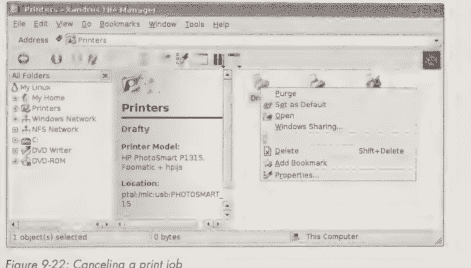 Printers - Xandros File Manager
File Edit View Go Bookmarks Window Tools Help
Address Printers
All Folders
My Linux
My Home
Printers
Windows Network
NFS Network
C:
DVD Writer
DVD-ROM
Printers
Drafty
Printer Model:
HP PhotoSmart P1315,
Foomatic + hpijs
Location:
ptal:/mlc:usb:PHOTOSMART_
15
Purge
Set as Default
Open
Windows Sharing...
Delete Shift+Delete
Add Bookmark
Properties...
1 object(s) selected
0 bytes
This Computer
Figure 9-22: Canceling a print job